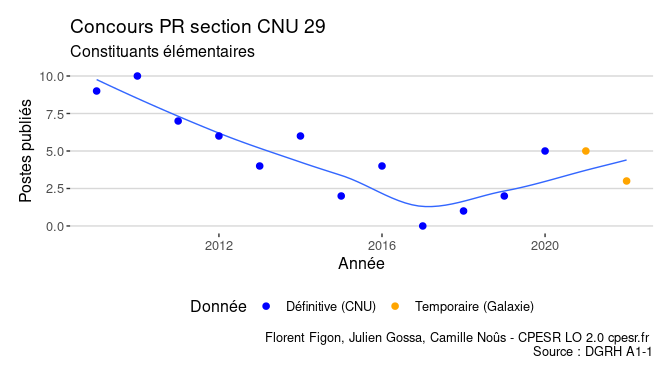 Concours PR section CNU 29
Constituants élémentaires
Postes publiés
10.0
7.5
5.0
2.5
0.0
2012 2016 2020
Année
Donnée Définitive (CNU) Temporaire (Galaxie)
Florent Figon, Julien Gossa, Camille Noûs - CPESR LO 2.0 cpesr.fr
Source : DGRH A1-1